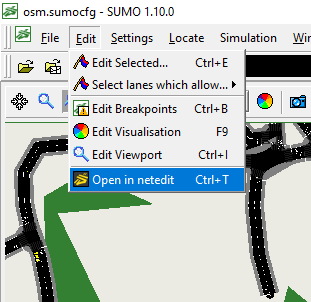 osm.sumocfg - SUMO 1.10.0
File Edit Settings Locate Simulation
Edit Selected... Ctrl+E
Select lanes which allow...
Edit Breakpoints Ctrl+B
Edit Visualisation F9
Edit Viewport Ctrl+I
Open in netedit Ctrl+T